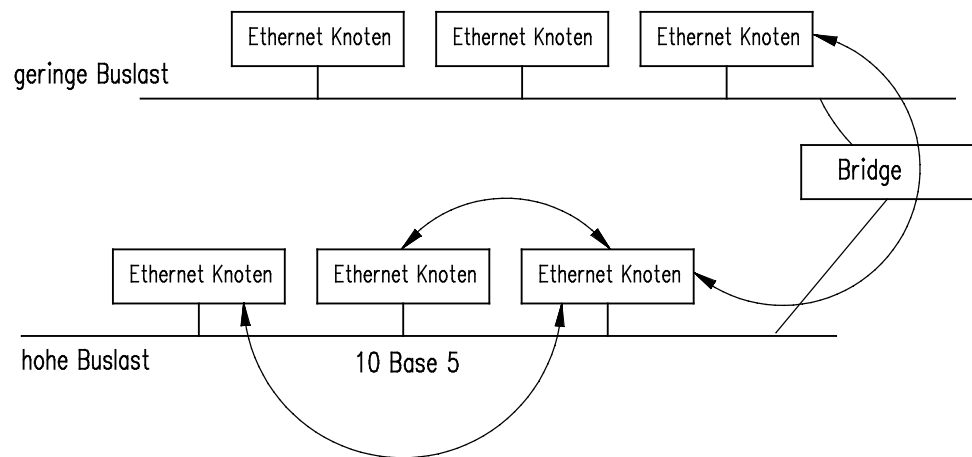 Ethernet Knoten
Ethernet Knoten
Ethernet Knoten
geringe Buslast
Bridge
Ethernet Knoten
Ethernet Knoten
Ethernet Knoten
hohe Buslast
10 Base 5